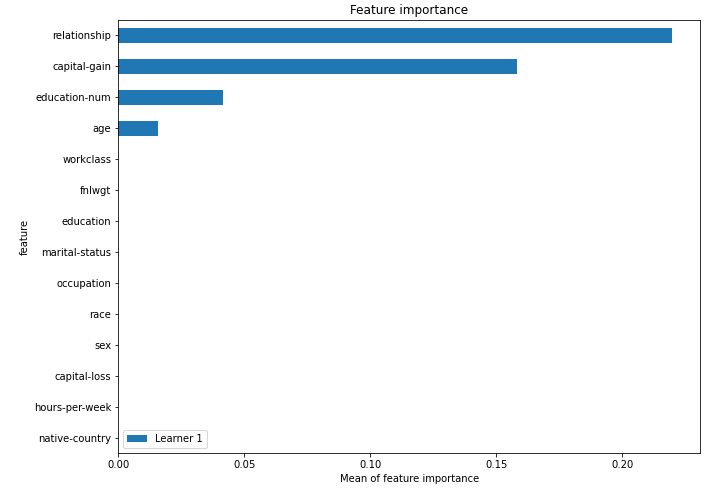 Feature importance
relationship
capital-gain
education-num
age
workclass
fnlwgt
education
marital-status
occupation
race
sex
capital-loss
hours-per-week
native-country
feature
Learner 1
0.00 0.05 0.10 0.15 0.20
Mean of feature importance